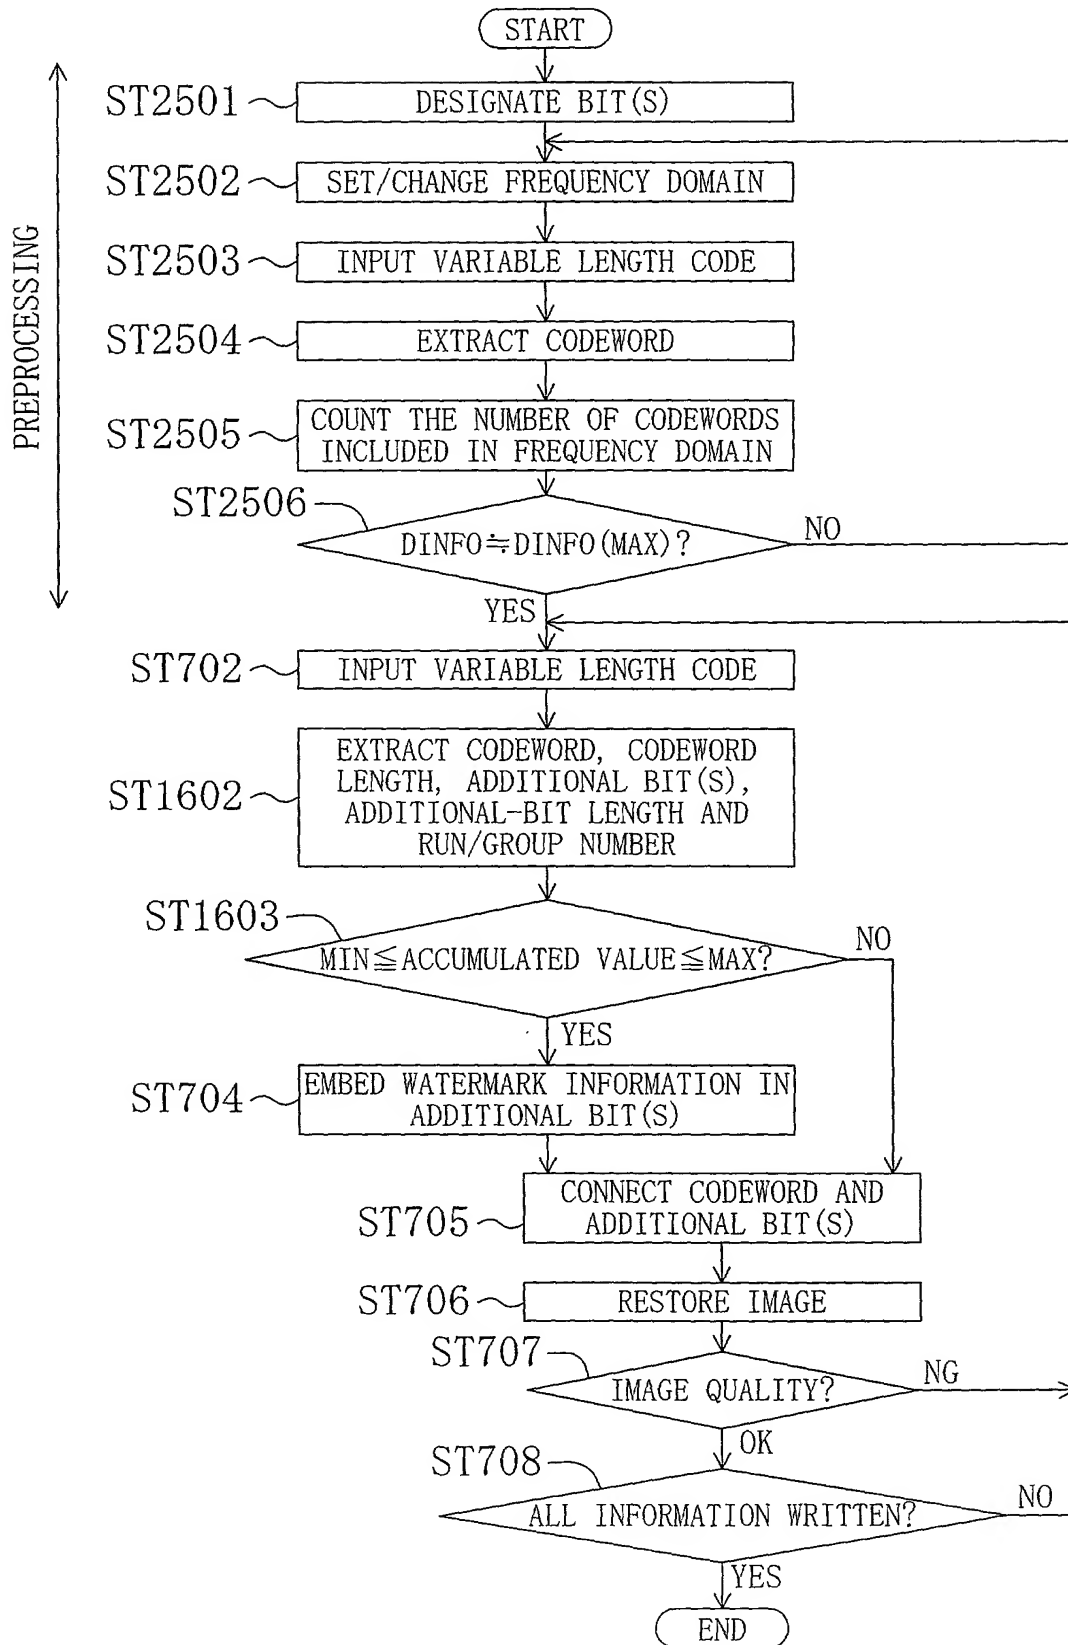 START
PREPROCESSING
ST2501
DESIGNATE BIT(S)
ST2502
SET/CHANGE FREQUENCY DOMAIN
ST2503
INPUT VARIABLE LENGTH CODE
ST2504
EXTRACT CODEWORD
ST2505
COUNT THE NUMBER OF CODEWORDS
INCLUDED IN FREQUENCY DOMAIN
ST2506
DINFO≒DINFO(MAX)?
NO
YES
ST702
INPUT VARIABLE LENGTH CODE
ST1602
EXTRACT CODEWORD, CODEWORD
LENGTH, ADDITIONAL BIT(S),
ADDITIONAL-BIT LENGTH AND
RUN/GROUP NUMBER
ST1603
MIN≦ACCUMULATED VALUE≦MAX?
NO
YES
ST704
EMBED WATERMARK INFORMATION IN
ADDITIONAL BIT(S)
ST705
CONNECT CODEWORD AND
ADDITIONAL BIT(S)
ST706
RESTORE IMAGE
ST707
IMAGE QUALITY?
NG
OK
ST708
ALL INFORMATION WRITTEN?
NO
YES
END